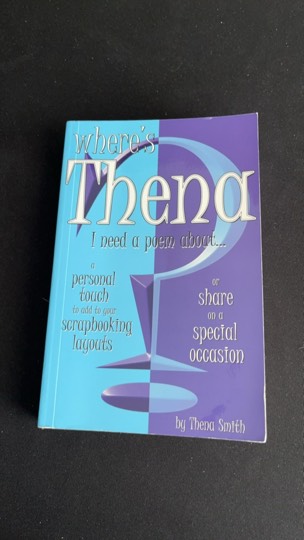 where's
Thena
I need a poem about...
a
personal
touch
to add to your
scrapbooking
layouts
or
share
on a
special
occasion
by Thena Smith